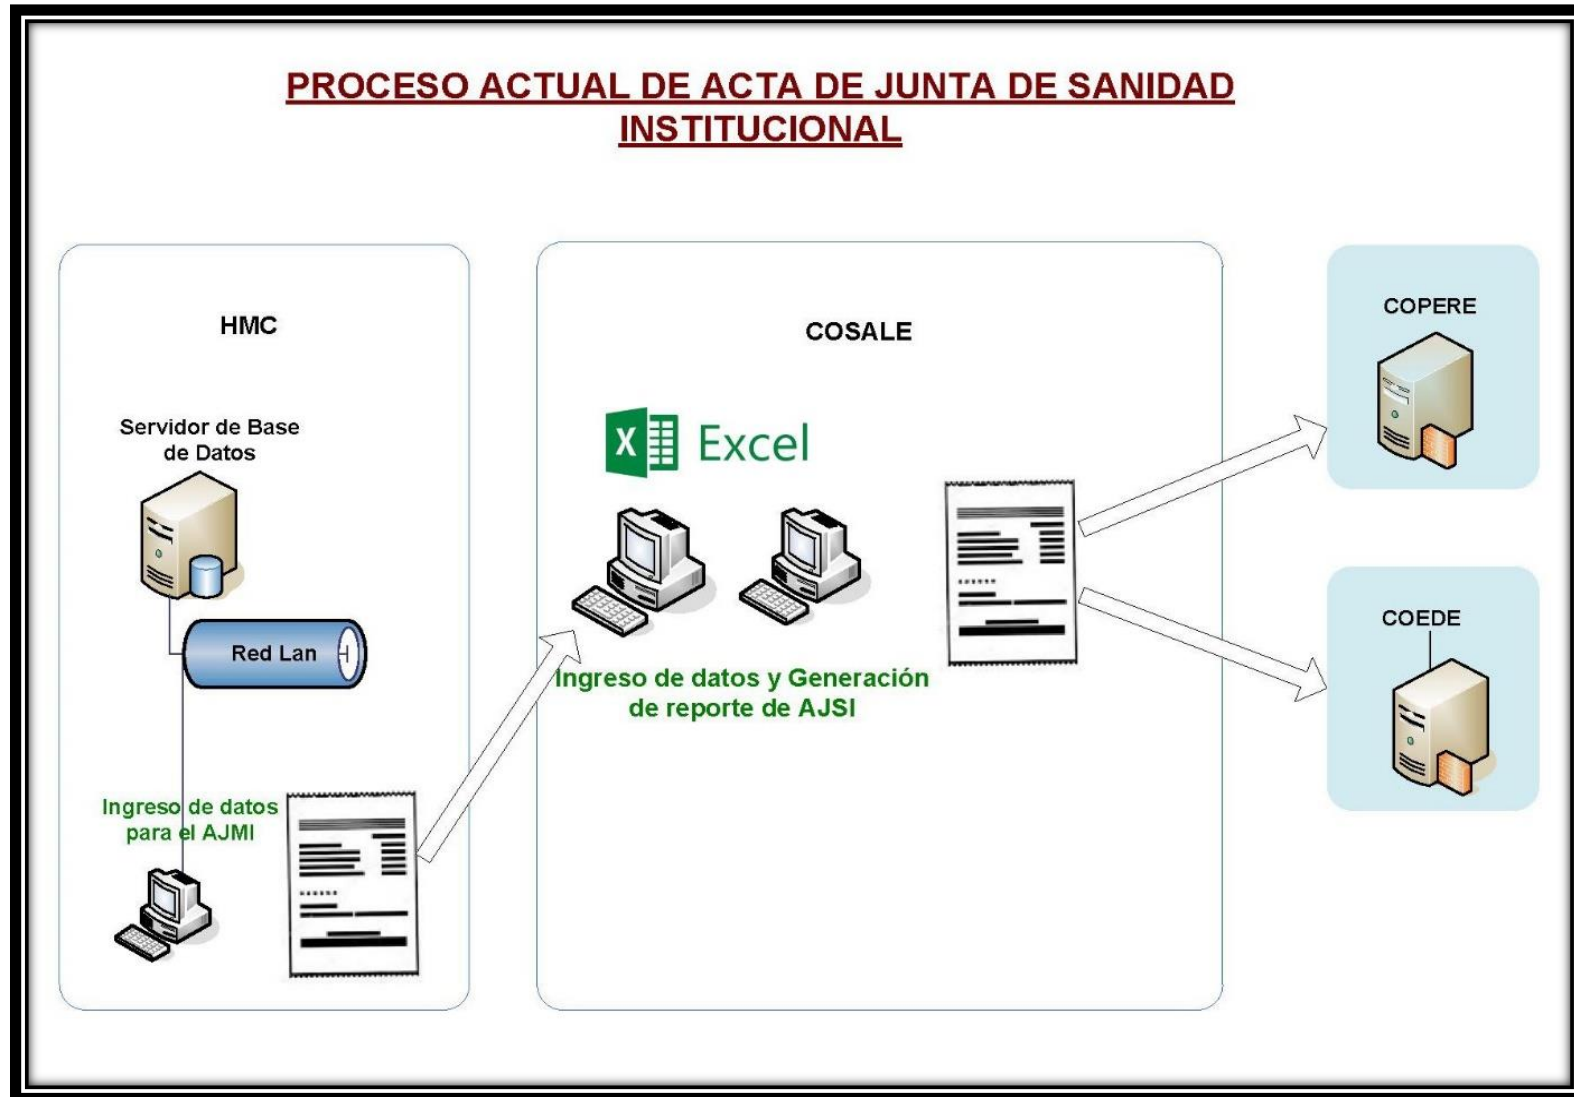 PROCESO ACTUAL DE ACTA DE JUNTA DE SANIDAD
INSTITUCIONAL
HMC
Servidor de Base
de Datos
Red Lan
Ingreso de datos
para el AJMI
COSALE
X
Excel
Ingreso de datos y Generación
de reporte de AJSI
COPERE
COEDE